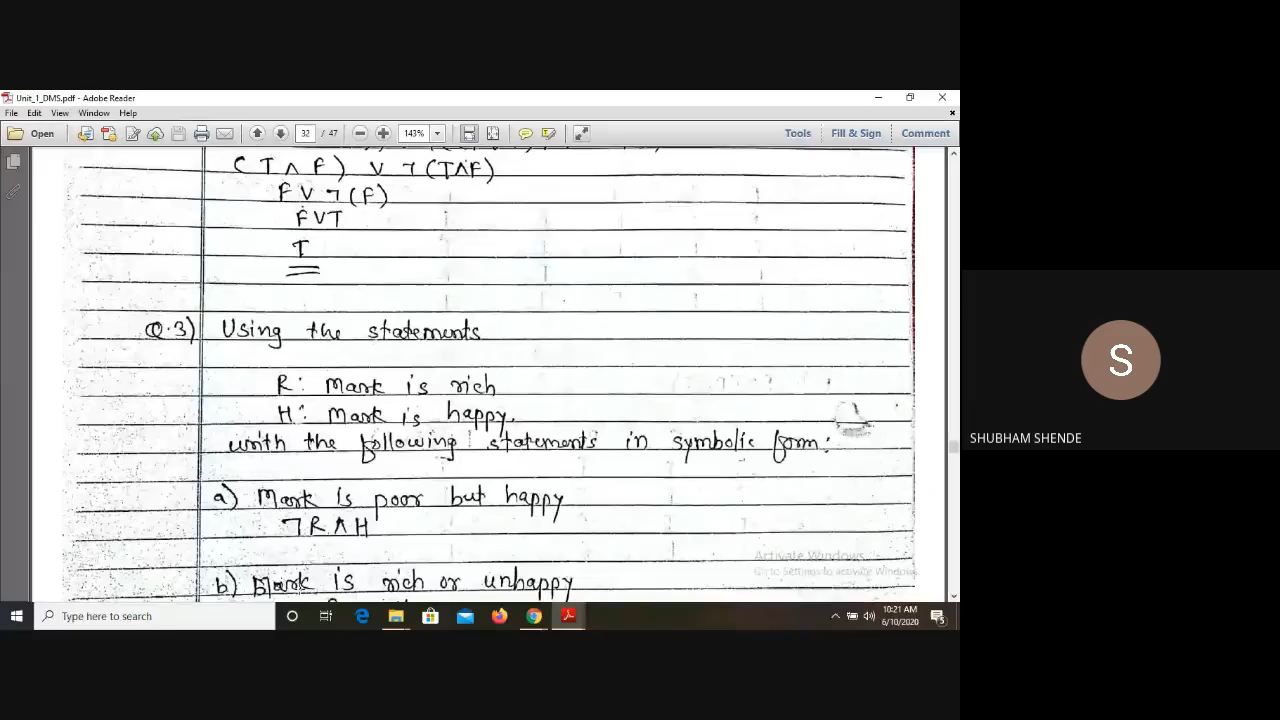 Unit_1_DMS.pdf - Adobe Reader
File Edit View Window Help
Open 32 / 47 143% Tools Fill & Sign Comment
( T ∧ F ) ∨ ¬ (T∧F)
F ∨ ¬ (F)
F∨T
T
Q.3) Using the statements
R: Mark is rich
H: Mark is happy.
writh the following statements in symbolic form:
a) Mark is poor but happy
¬R ∧ H
b) Mark is rich or unhappy
Activate Windows
Go to Settings to activate Windows.
SHUBHAM SHENDE
S
Type here to search
10:21 AM
6/10/2020
5